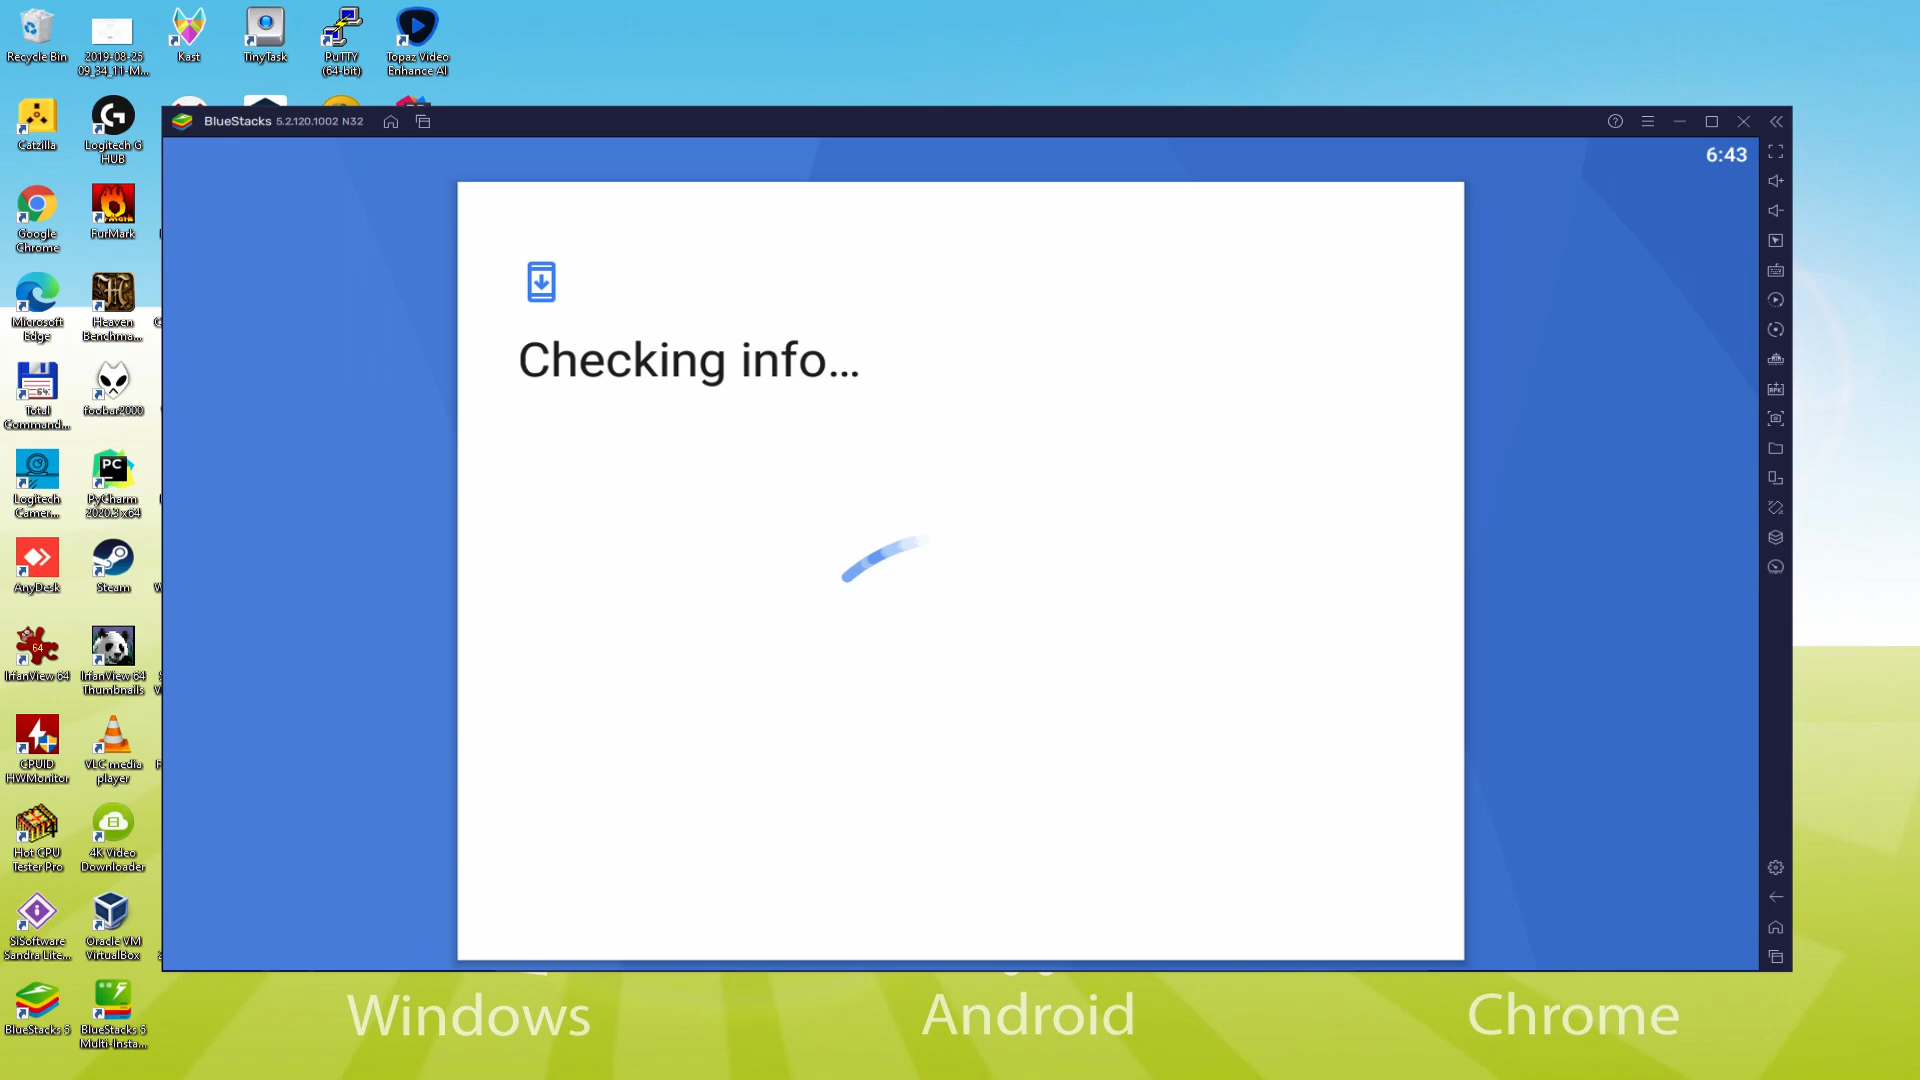 Recycle Bin
2019-08-25
09_34_11-M...
Kast
TinyTask
PuTTY
(64-bit)
Topaz Video
Enhance AI
Catzilla
Logitech G
HUB
Google
Chrome
FurMark
Microsoft
Edge
Heaven
Benchma...
64
Total
Command...
foobar2000
Logitech
Camer...
PC
PyCharm
2020.3 x64
AnyDesk
Steam
64
IrfanView 64
IrfanView 64
Thumbnails
CPUID
HWMonitor
VLC media
player
4
Hot CPU
Tester Pro
4K Video
Downloader
SiSoftware
Sandra Lite...
Oracle VM
VirtualBox
BlueStacks 5
BlueStacks 5
Multi-Insta...
BlueStacks 5.2.120.1002 N32
6:43
Checking info...
Windows
Android
Chrome